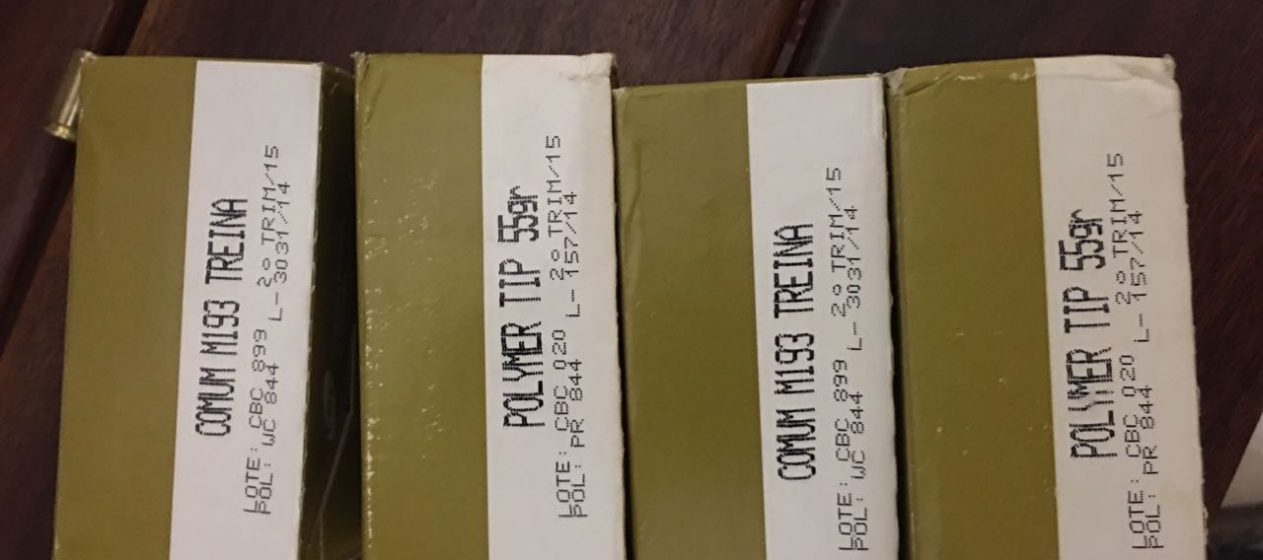 COMUM M193 TREINA
LOTE: CBC 899 2o TRIM/15
POL: WC 844 L- 3031/14
POLYMER TIP 55gr
LOTE: CBC 020 2o TRIM/15
POL: PR 844 L- 157/14
COMUM M193 TREINA
LOTE: CBC 899 2o TRIM/15
POL: WC 844 L- 3031/14
POLYMER TIP 55gr
LOTE: CBC 020 2o TRIM/15
POL: PR 844 L- 157/14